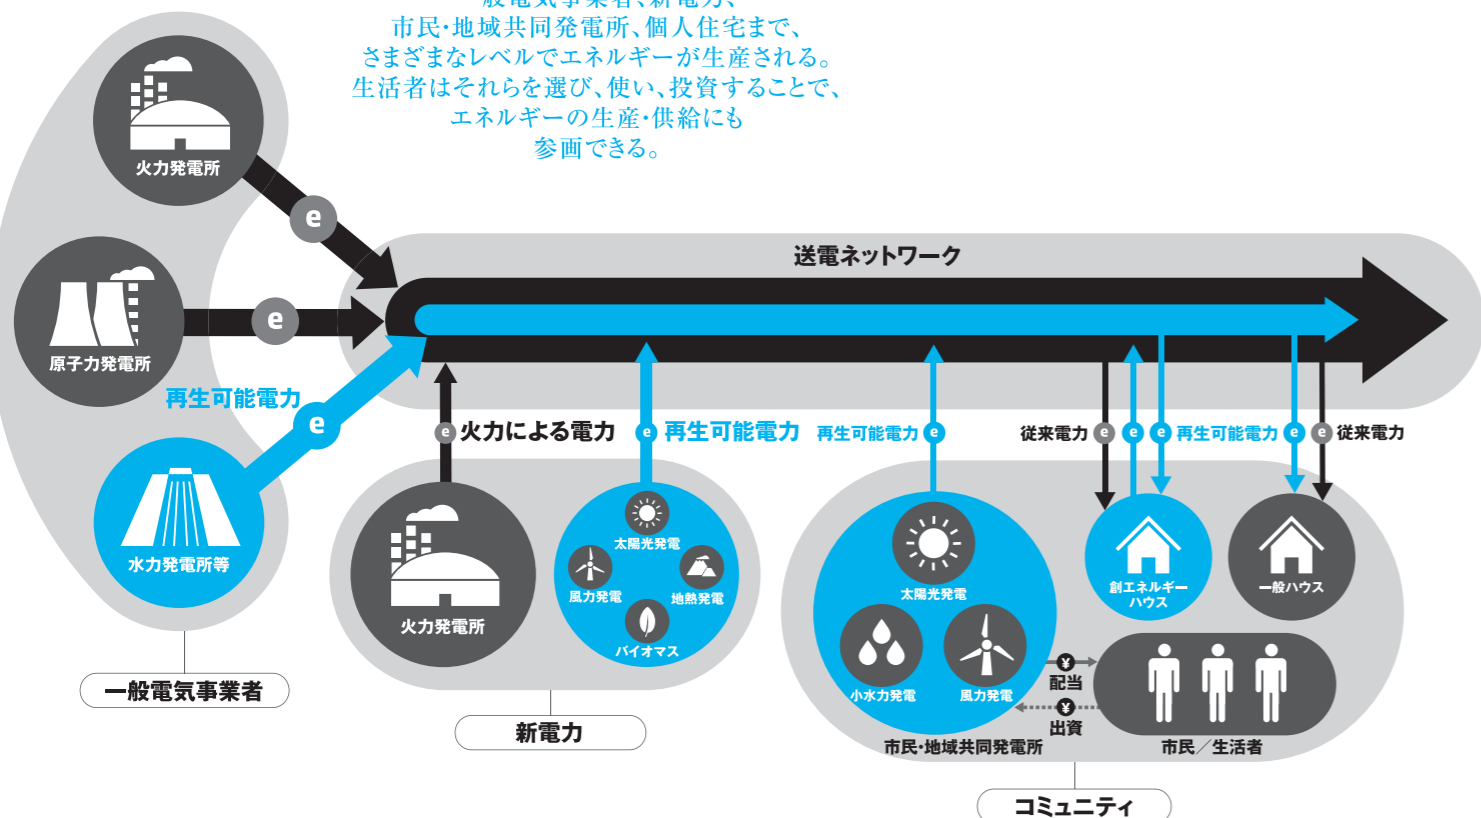 般電気事業者、新電力、
市民・地域共同発電所、個人住宅まで、
さまざまなレベルでエネルギーが生産される。
生活者はそれらを選び、使い、投資することで、
エネルギーの生産・供給にも
参画できる。
火力発電所
e
送電ネットワーク
e
原子力発電所
再生可能電力
e
水力発電所等
一般電気事業者
e 火力による電力
e 再生可能電力
再生可能電力 e
従来電力 e
e
e 再生可能電力 e
e 従来電力
火力発電所
太陽光発電
風力発電
地熱発電
バイオマス
新電力
太陽光発電
小水力発電
風力発電
市民・地域共同発電所
創エネルギー
ハウス
一般ハウス
¥
配当
¥
出資
市民／生活者
コミュニティ